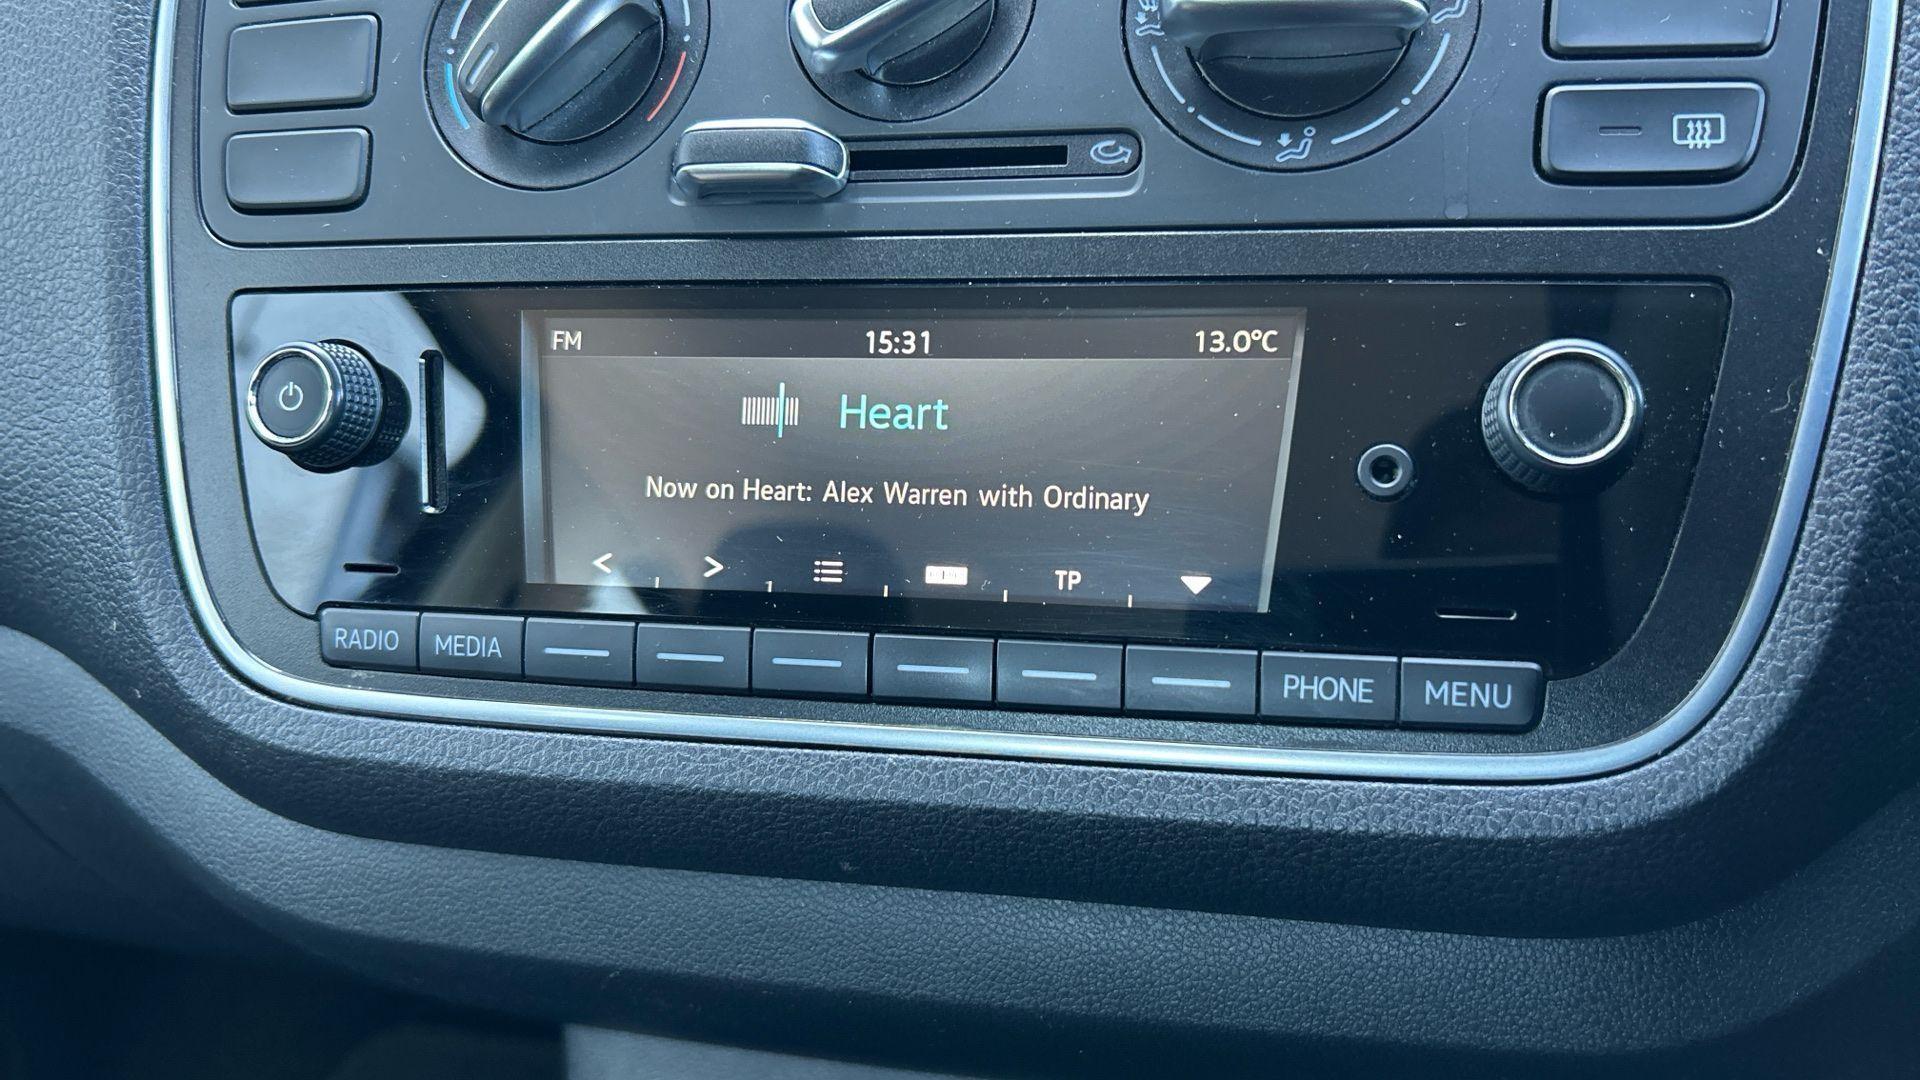 FM 15:31 13.0°C
Heart
Now on Heart: Alex Warren with Ordinary
< > TP
RADIO MEDIA PHONE MENU